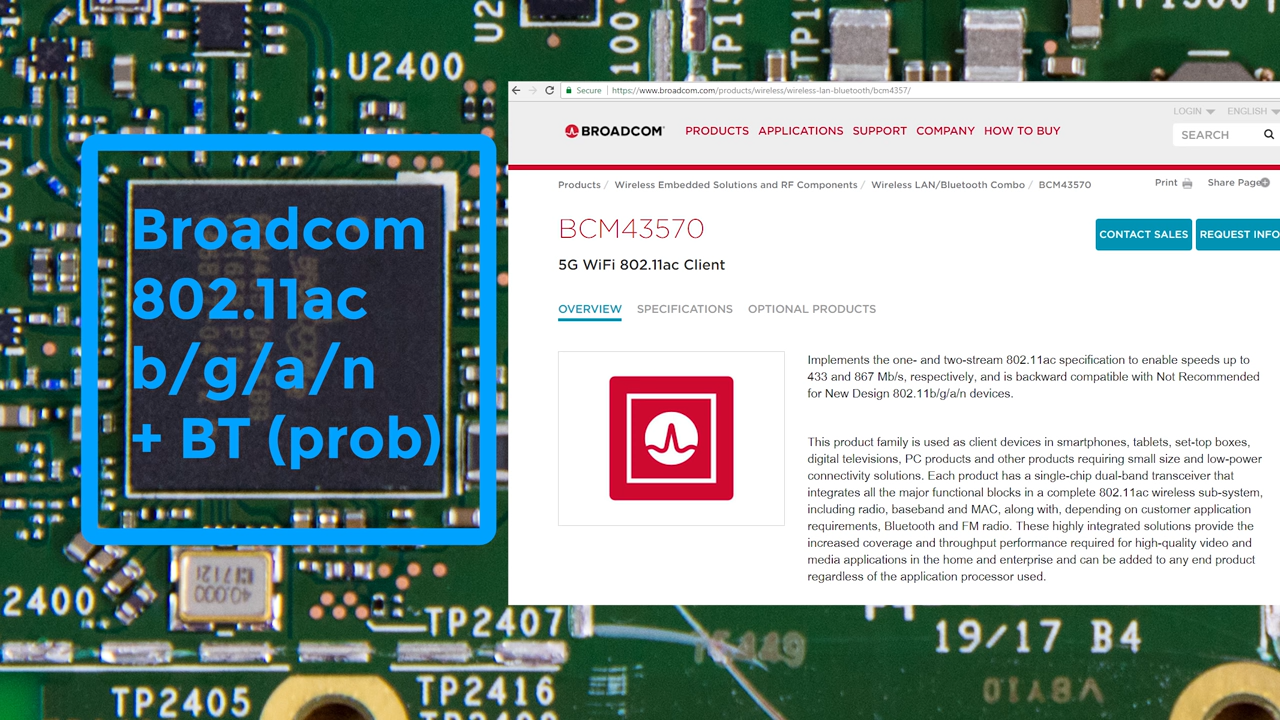 U2400
100
TP15
TP15
TP1500
Secure https://www.broadcom.com/products/wireless/wireless-lan-bluetooth/bcm4357/
LOGIN ENGLISH
BROADCOM PRODUCTS APPLICATIONS SUPPORT COMPANY HOW TO BUY
SEARCH
Products / Wireless Embedded Solutions and RF Components / Wireless LAN/Bluetooth Combo / BCM43570
Print Share Page
BCM43570
CONTACT SALES REQUEST INFO
5G WiFi 802.11ac Client
OVERVIEW SPECIFICATIONS OPTIONAL PRODUCTS
Implements the one- and two-stream 802.11ac specification to enable speeds up to
433 and 867 Mb/s, respectively, and is backward compatible with Not Recommended
for New Design 802.11b/g/a/n devices.
This product family is used as client devices in smartphones, tablets, set-top boxes,
digital televisions, PC products and other products requiring small size and low-power
connectivity solutions. Each product has a single-chip dual-band transceiver that
integrates all the major functional blocks in a complete 802.11ac wireless sub-system,
including radio, baseband and MAC, along with, depending on customer application
requirements, Bluetooth and FM radio. These highly integrated solutions provide the
increased coverage and throughput performance required for high-quality video and
media applications in the home and enterprise and can be added to any end product
regardless of the application processor used.
Broadcom
802.11ac
b/g/a/n
+ BT (prob)
40.000
2400
TP2407
19/17 B4
TP2405
TP2416